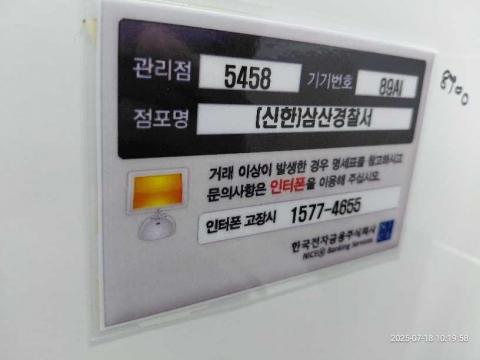 관리점 5458 기기번호 89AI
점포명 [신한]삼산경찰서
거래 이상이 발생한 경우 명세표를 참고하시고
문의사항은 인터폰을 이용해 주십시오.
인터폰 고장시 1577-4655
한국전자금융주식회사
NICE Banking Services
2025-07-18 10:19:58